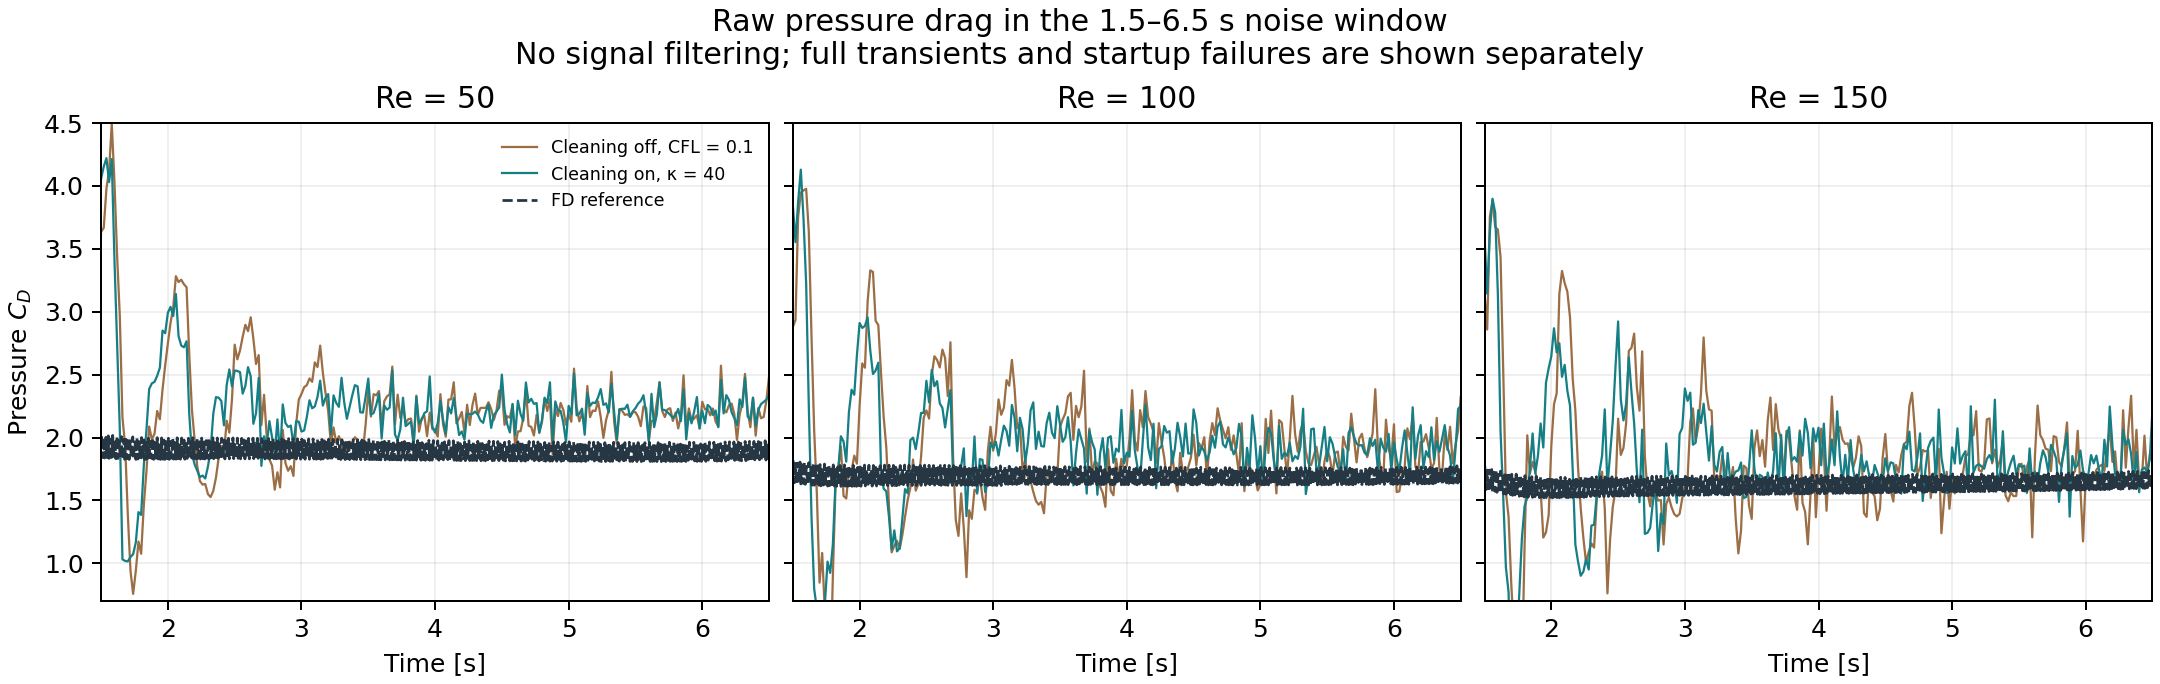 Raw pressure drag in the 1.5–6.5 s noise window
No signal filtering; full transients and startup failures are shown separately
Re = 50
Re = 100
Re = 150
Pressure C_D
4.5
4.0
3.5
3.0
2.5
2.0
1.5
1.0
Cleaning off, CFL = 0.1
Cleaning on, κ = 40
FD reference
2 3 4 5 6
2 3 4 5 6
2 3 4 5 6
Time [s]
Time [s]
Time [s]